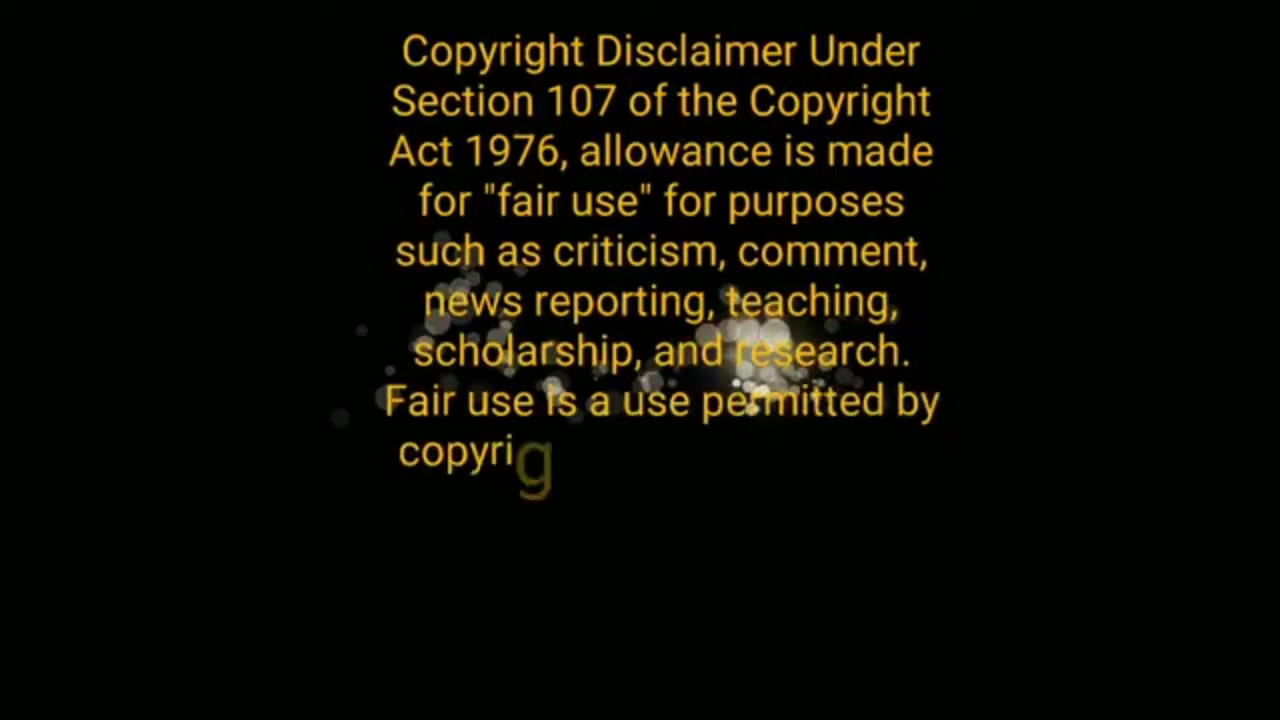 Copyright Disclaimer Under
Section 107 of the Copyright
Act 1976, allowance is made
for "fair use" for purposes
such as criticism, comment,
news reporting, teaching,
scholarship, and research.
Fair use is a use permitted by
copyrig